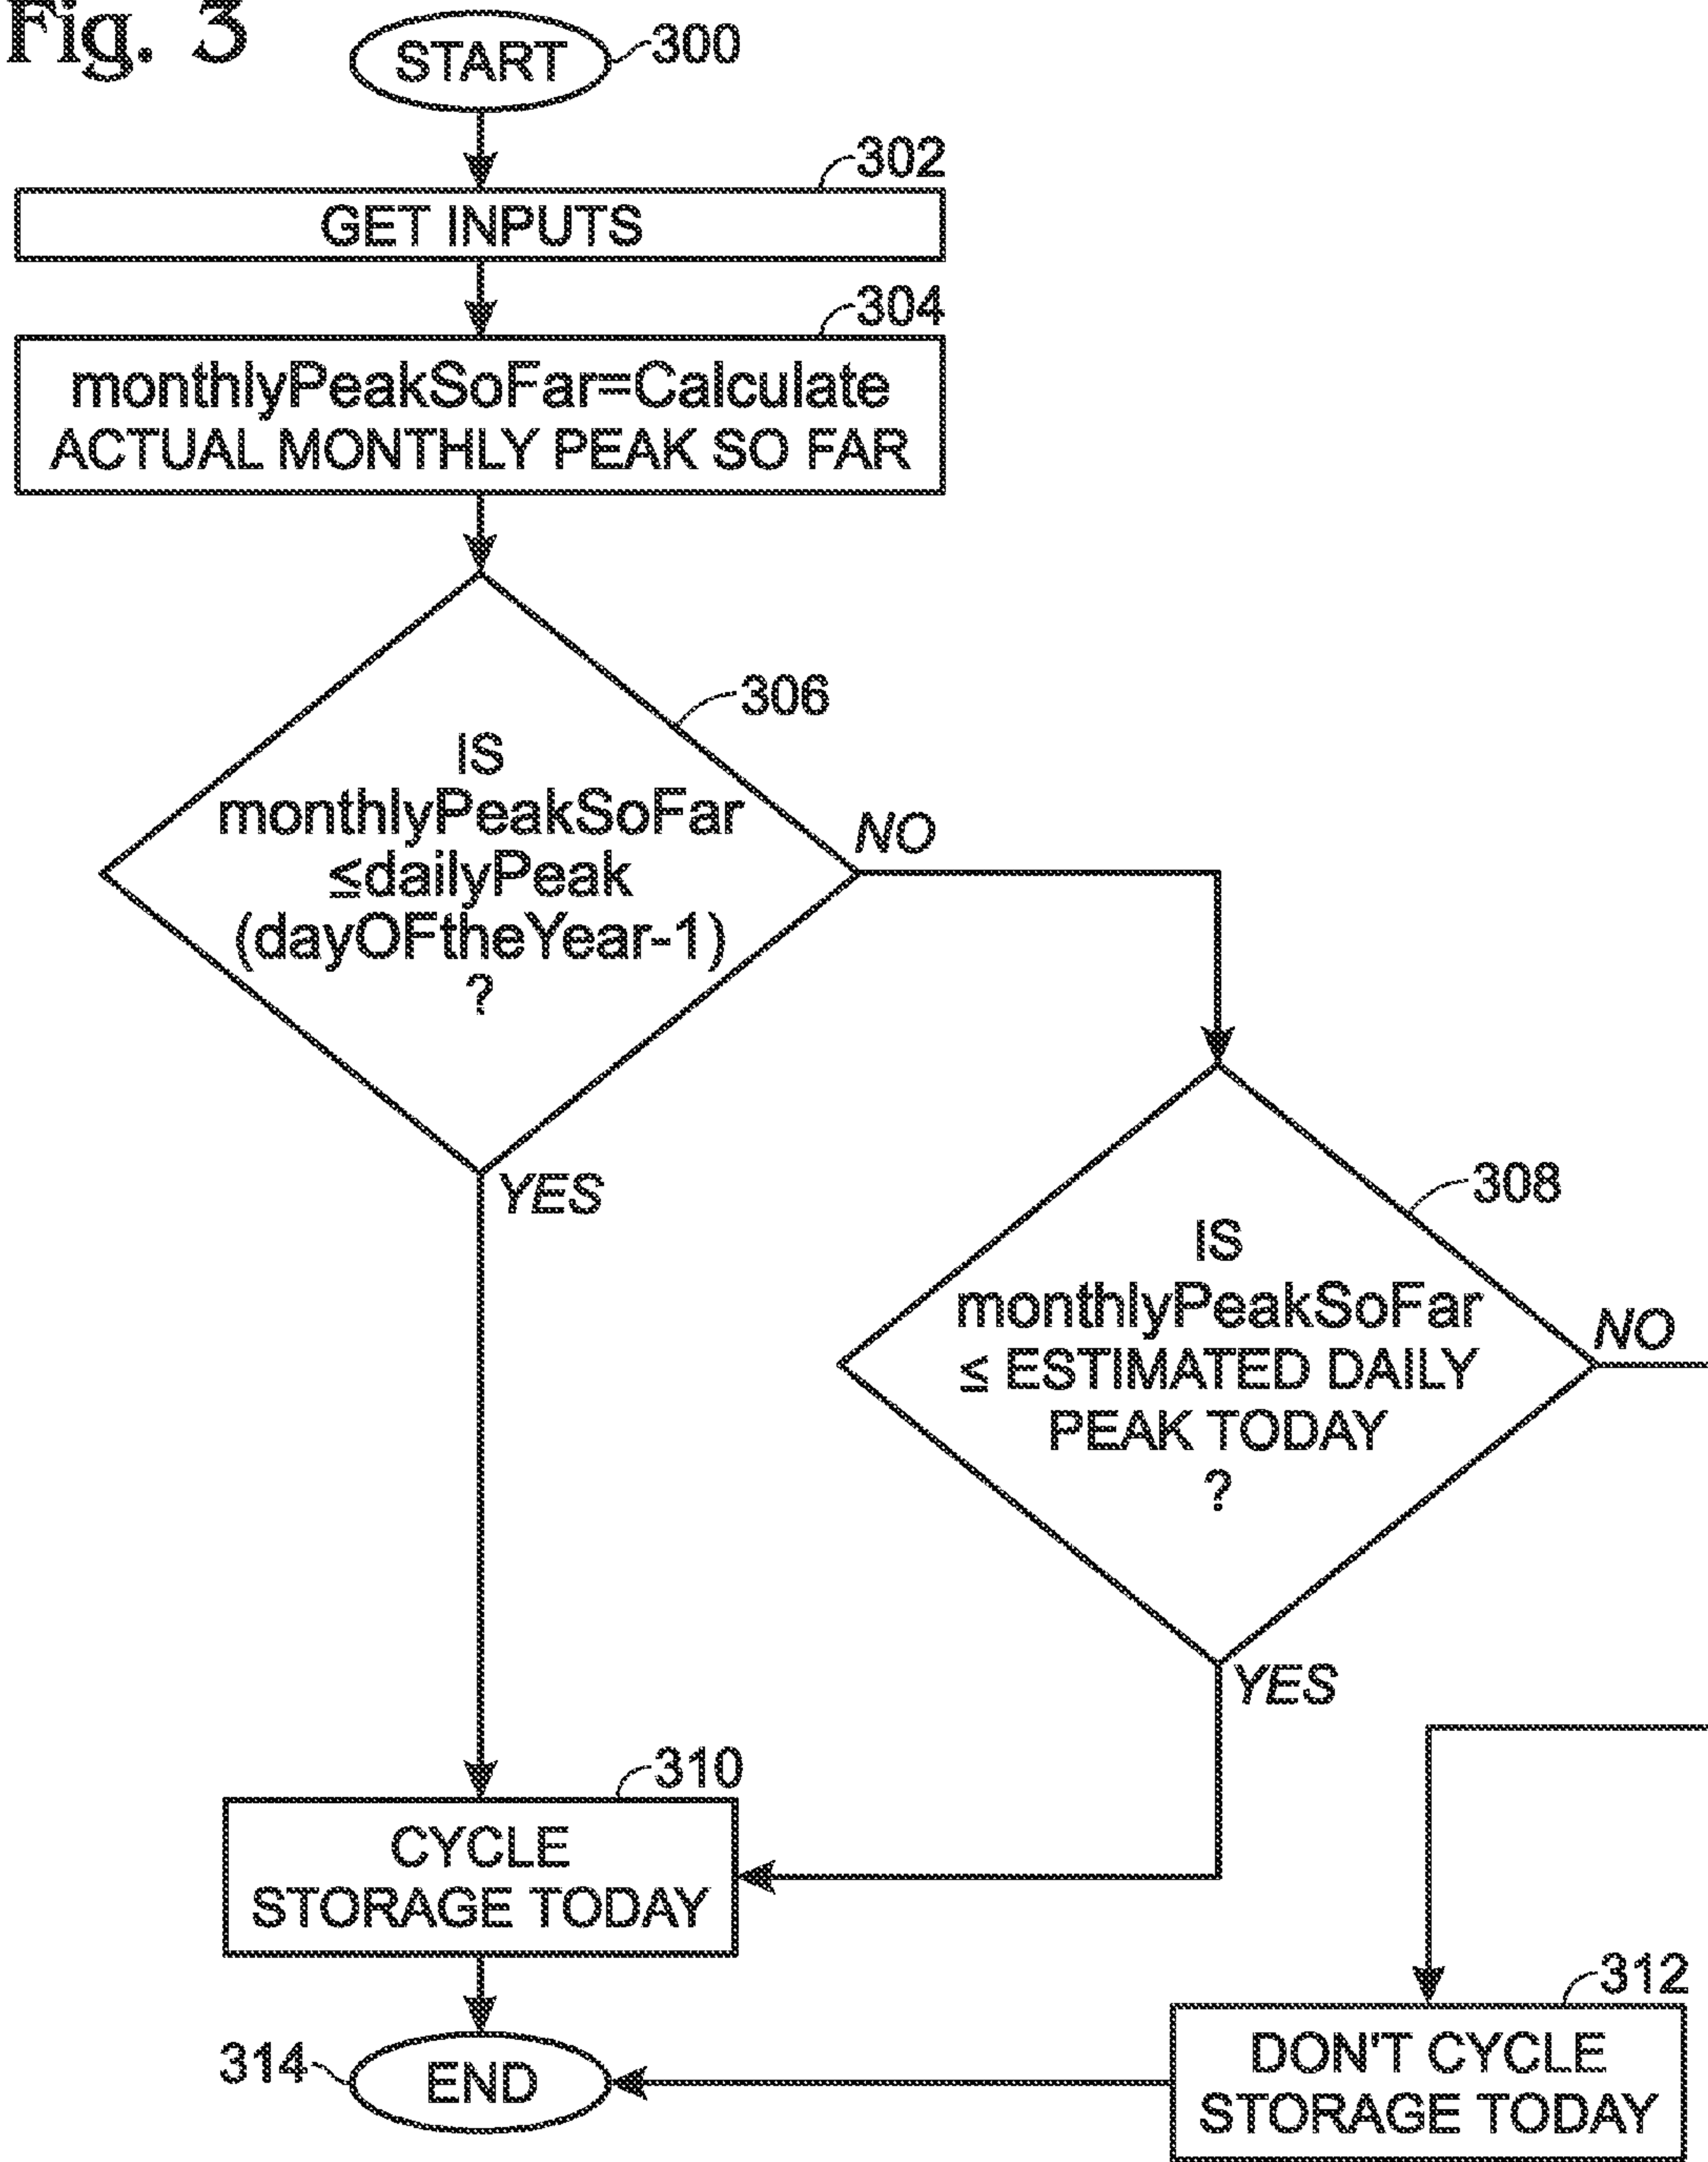 Fig. 3
START
300
302
GET INPUTS
304
monthlyPeakSoFar=Calculate
ACTUAL MONTHLY PEAK SO FAR
306
IS
monthlyPeakSoFar
≤dailyPeak
(dayOFtheYear-1)
?
NO
YES
308
IS
monthlyPeakSoFar
≤ ESTIMATED DAILY
PEAK TODAY
?
NO
YES
310
CYCLE
STORAGE TODAY
312
DON'T CYCLE
STORAGE TODAY
314
END